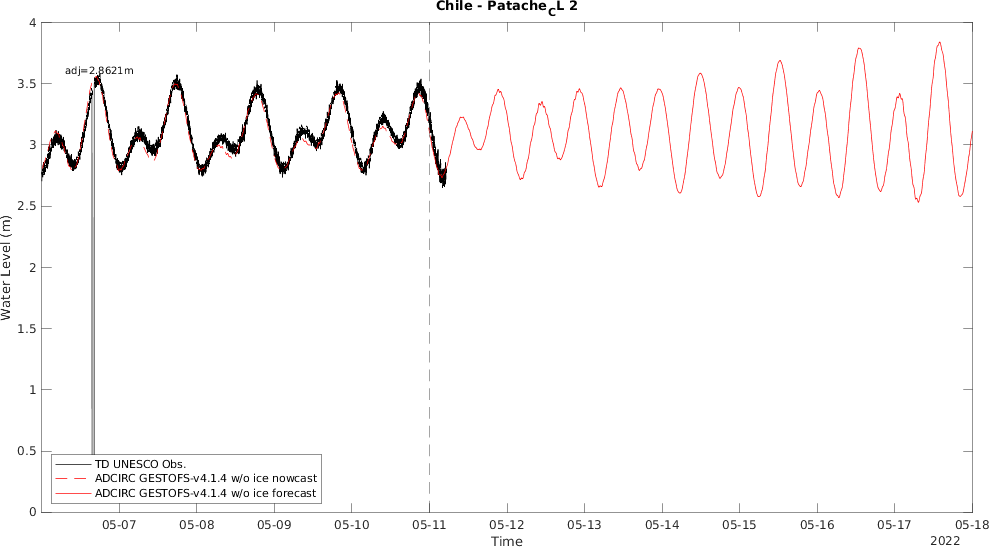 Chile - Patache_CL 2
adj=2.8621m
4
3.5
3
2.5
2
1.5
1
0.5
0
Water Level (m)
TD UNESCO Obs.
ADCIRC GESTOFS-v4.1.4 w/o ice nowcast
ADCIRC GESTOFS-v4.1.4 w/o ice forecast
05-07 05-08 05-09 05-10 05-11 05-12 05-13 05-14 05-15 05-16 05-17 05-18
Time
2022